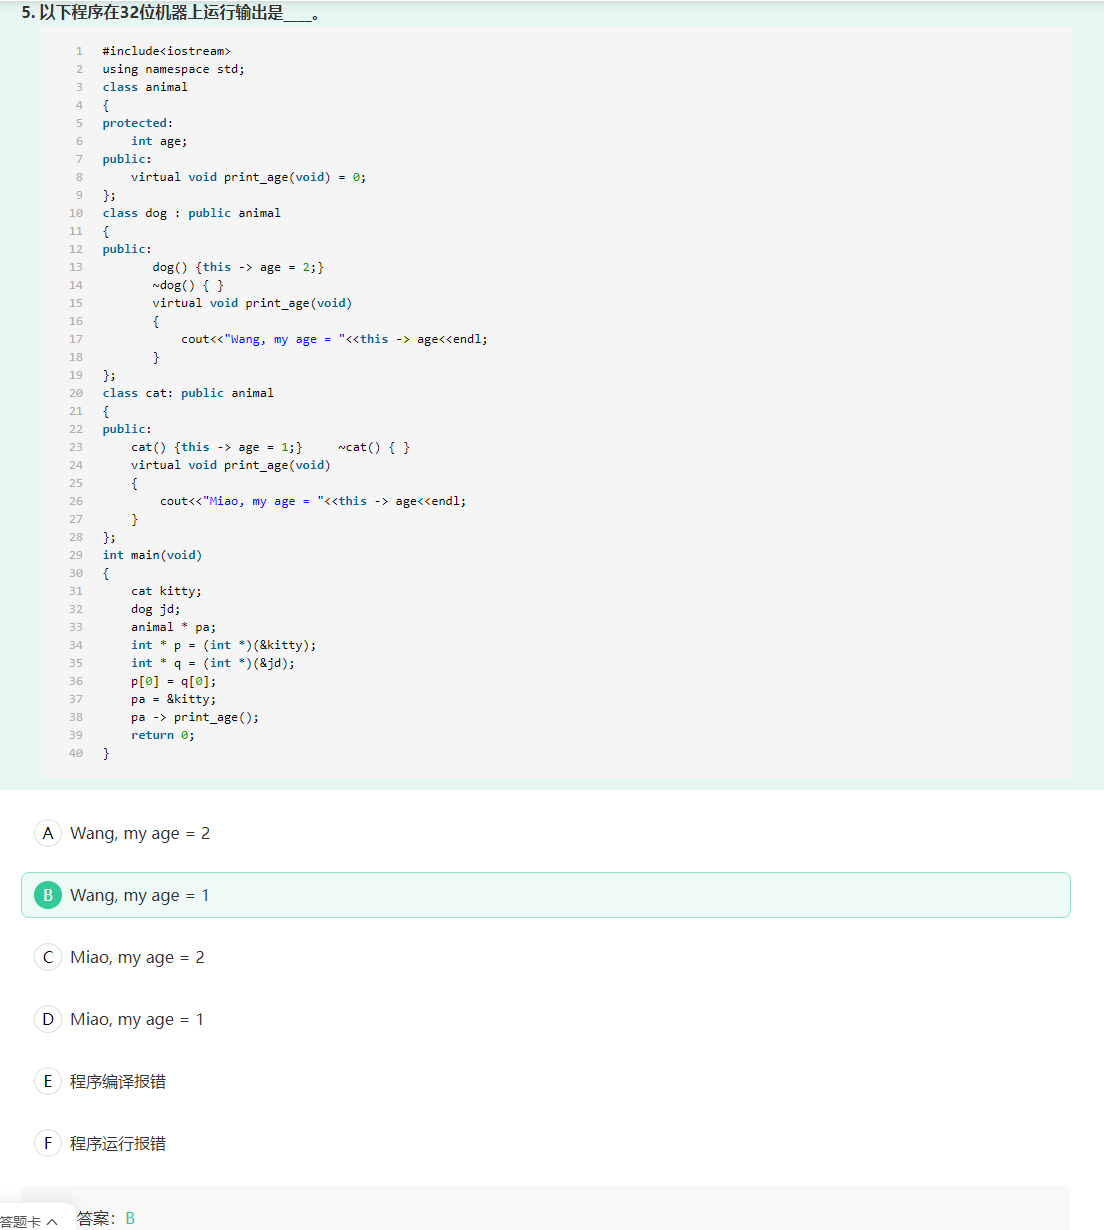 5. 以下程序在32位机器上运行输出是____。
1 #include<iostream>
2 using namespace std;
3 class animal
4 {
5 protected:
6     int age;
7 public:
8     virtual void print_age(void) = 0;
9 };
10 class dog : public animal
11 {
12 public:
13        dog() {this -> age = 2;}
14        ~dog() { }
15        virtual void print_age(void)
16        {
17            cout<<"Wang, my age = "<<this -> age<<endl;
18        }
19 };
20 class cat: public animal
21 {
22 public:
23     cat() {this -> age = 1;}     ~cat() { }
24     virtual void print_age(void)
25     {
26         cout<<"Miao, my age = "<<this -> age<<endl;
27     }
28 };
29 int main(void)
30 {
31     cat kitty;
32     dog jd;
33     animal * pa;
34     int * p = (int *)(&kitty);
35     int * q = (int *)(&jd);
36     p[0] = q[0];
37     pa = &kitty;
38     pa -> print_age();
39     return 0;
40 }
A Wang, my age = 2
B Wang, my age = 1
C Miao, my age = 2
D Miao, my age = 1
E 程序编译报错
F 程序运行报错
答案：B
答题卡